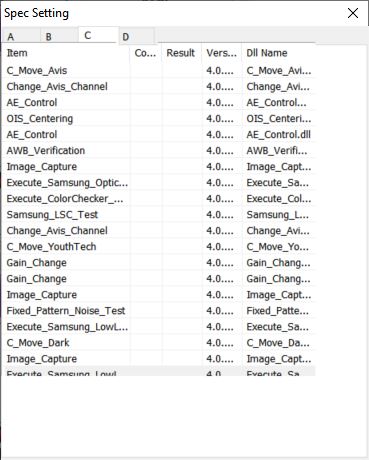 Spec Setting
A B C D
Item Co... Result Vers... Dll Name
C_Move_Avis 4.0.... C_Move_Avi...
Change_Avis_Channel 4.0.... Change_Avi...
AE_Control 4.0.... AE_Control...
OIS_Centering 4.0.... OIS_Centeri...
AE_Control 4.0.... AE_Control.dll
AWB_Verification 4.0.... AWB_Verifi...
Image_Capture 4.0.... Image_Capt...
Execute_Samsung_Optic... 4.0.... Execute_Sa...
Execute_ColorChecker_... 4.0.... Execute_Col...
Samsung_LSC_Test 4.0.... Samsung_L...
Change_Avis_Channel 4.0.... Change_Avi...
C_Move_YouthTech 4.0.... C_Move_Yo...
Gain_Change 4.0.... Gain_Chang...
Gain_Change 4.0.... Gain_Chang...
Image_Capture 4.0.... Image_Capt...
Fixed_Pattern_Noise_Test 4.0.... Fixed_Patte...
Execute_Samsung_LowL... 4.0.... Execute_Sa...
C_Move_Dark 4.0.... C_Move_Da...
Image_Capture 4.0.... Image_Capt...
Execute_Samsung_LowL... 4.0.... Execute_Sa...